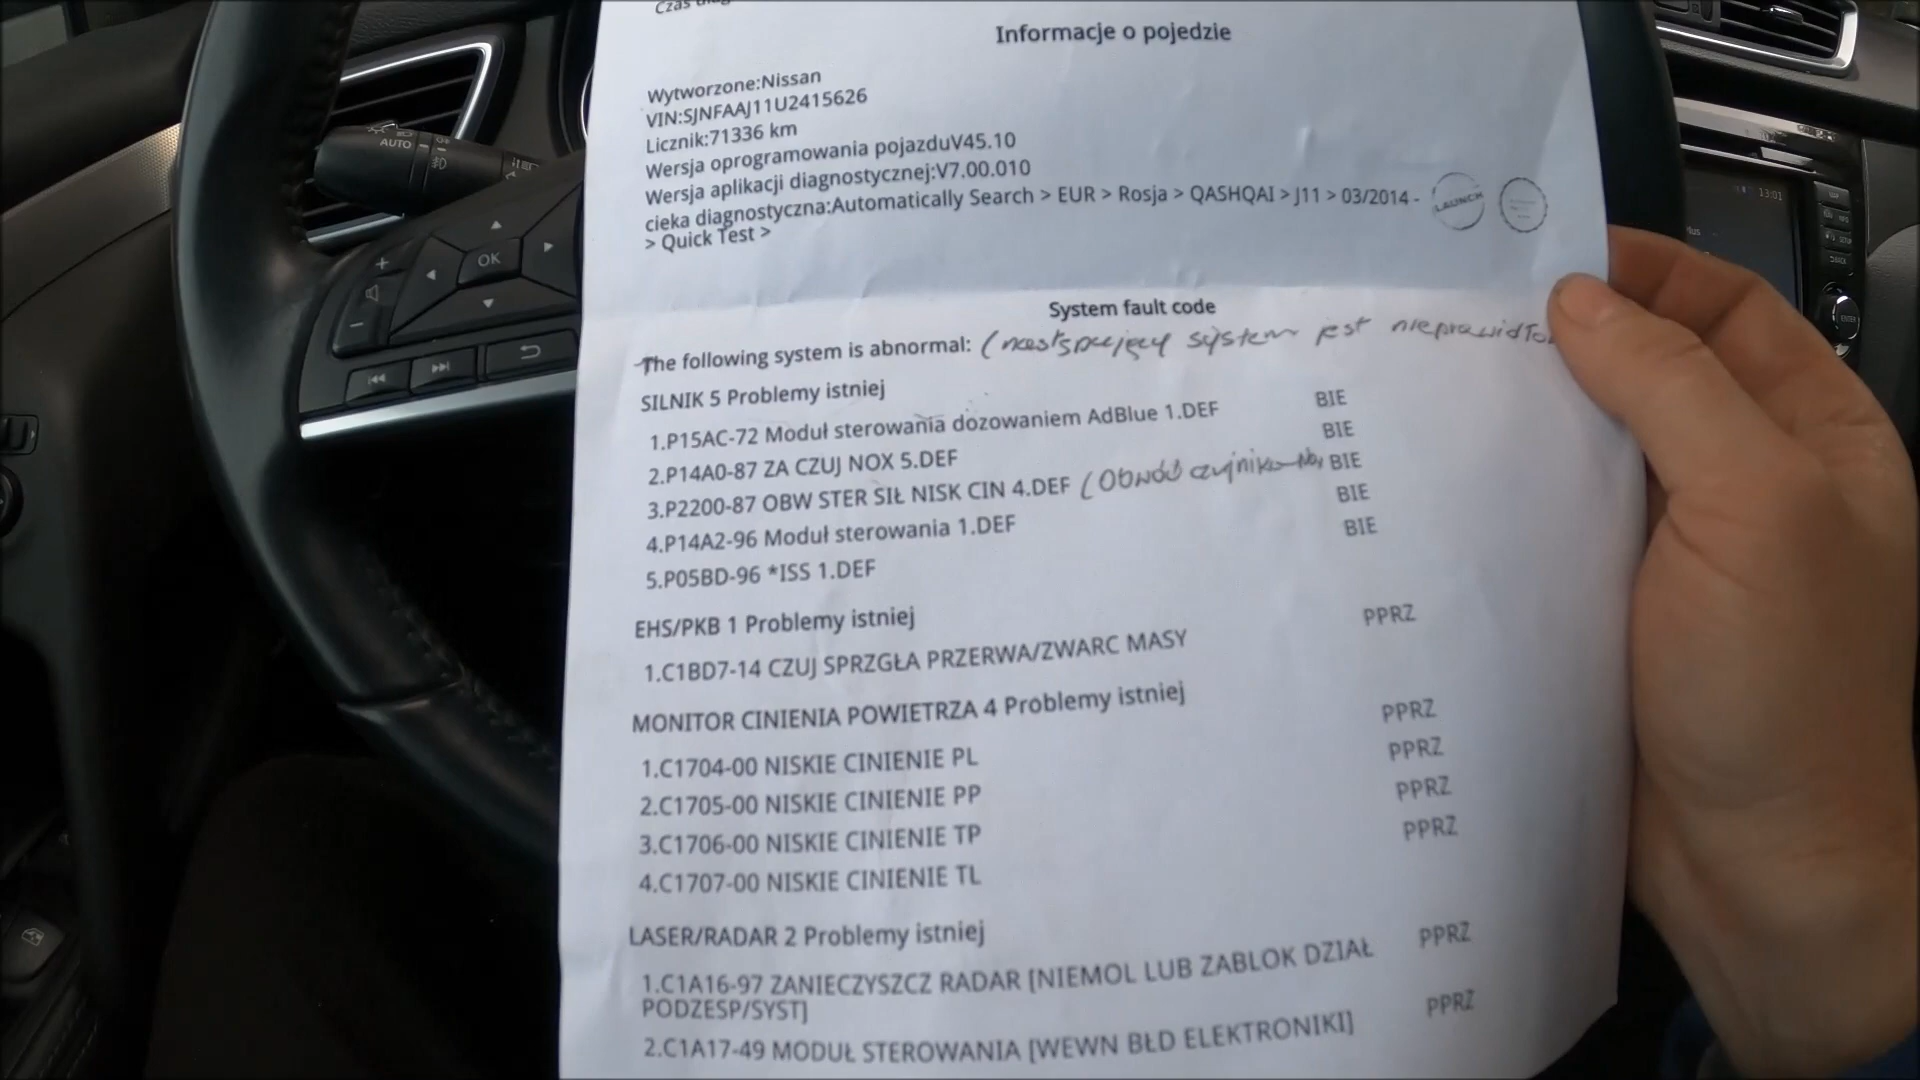 Informacje o pojedzie
Wytworzone:Nissan
VIN:SJNFAAJ11U2415626
Licznik:71336 km
Wersja oprogramowania pojazduV45.10
Wersja aplikacji diagnostycznej:V7.00.010
cieka diagnostyczna:Automatically Search > EUR > Rosja > QASHQAI > J11 > 03/2014 -
> Quick Test >
LAUNCH
System fault code
The following system is abnormal: (następujący system jest nieprawidło
SILNIK 5 Problemy istniej
1.P15AC-72 Moduł sterowania dozowaniem AdBlue 1.DEF BIE
2.P14A0-87 ZA CZUJ NOX 5.DEF BIE
3.P2200-87 OBW STER SIŁ NISK CIN 4.DEF (Obwód czujnika BIE
4.P14A2-96 Moduł sterowania 1.DEF BIE
5.P05BD-96 *ISS 1.DEF BIE
EHS/PKB 1 Problemy istniej
1.C1BD7-14 CZUJ SPRZGŁA PRZERWA/ZWARC MASY PPRZ
MONITOR CINIENIA POWIETRZA 4 Problemy istniej
1.C1704-00 NISKIE CINIENIE PL PPRZ
2.C1705-00 NISKIE CINIENIE PP PPRZ
3.C1706-00 NISKIE CINIENIE TP PPRZ
4.C1707-00 NISKIE CINIENIE TL PPRZ
LASER/RADAR 2 Problemy istniej
1.C1A16-97 ZANIECZYSZCZ RADAR [NIEMOL LUB ZABLOK DZIAŁ PPRZ
PODZESP/SYST]
2.C1A17-49 MODUŁ STEROWANIA [WEWN BŁD ELEKTRONIKI] PPRZ
AUTO
OK
13:01
BACK